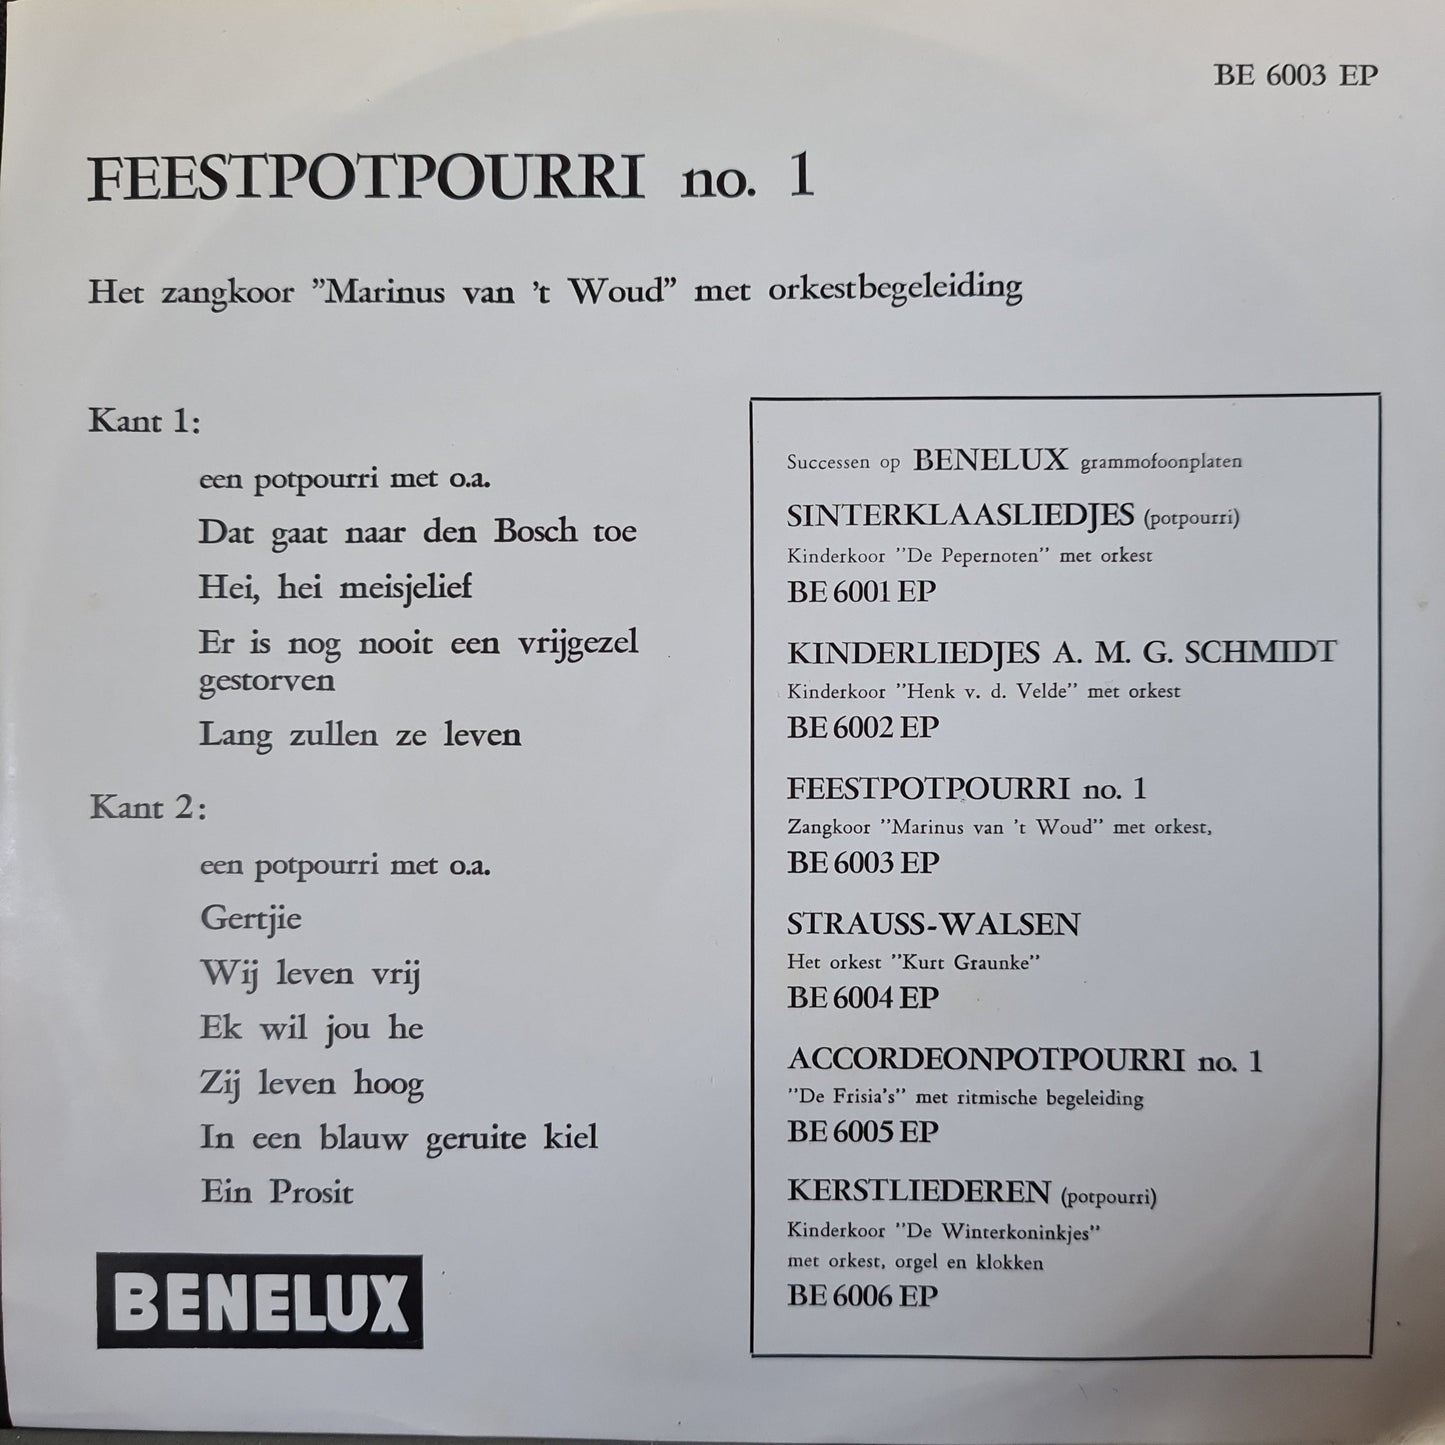 BE 6003 EP
FEESTPOTPOURRI no. 1
Het zangkoor ”Marinus van ’t Woud” met orkestbegeleiding
Kant 1:
een potpourri met o.a.
Dat gaat naar den Bosch toe
Hei, hei meisjelief
Er is nog nooit een vrijgezel
gestorven
Lang zullen ze leven
Kant 2:
een potpourri met o.a.
Gertjie
Wij leven vrij
Ek wil jou he
Zij leven hoog
In een blauw geruite kiel
Ein Prosit
BENELUX
Successen op BENELUX grammofoonplaten
SINTERKLAASLIEDJES (potpourri)
Kinderkoor ”De Pepernoten” met orkest
BE 6001 EP
KINDERLIEDJES A. M. G. SCHMIDT
Kinderkoor ”Henk v. d. Velde” met orkest
BE 6002 EP
FEESTPOTPOURRI no. 1
Zangkoor ”Marinus van ’t Woud” met orkest,
BE 6003 EP
STRAUSS-WALSEN
Het orkest ”Kurt Graunke”
BE 6004 EP
ACCORDEONPOTPOURRI no. 1
”De Frisia’s” met ritmische begeleiding
BE 6005 EP
KERSTLIEDEREN (potpourri)
Kinderkoor ”De Winterkoninkjes”
met orkest, orgel en klokken
BE 6006 EP